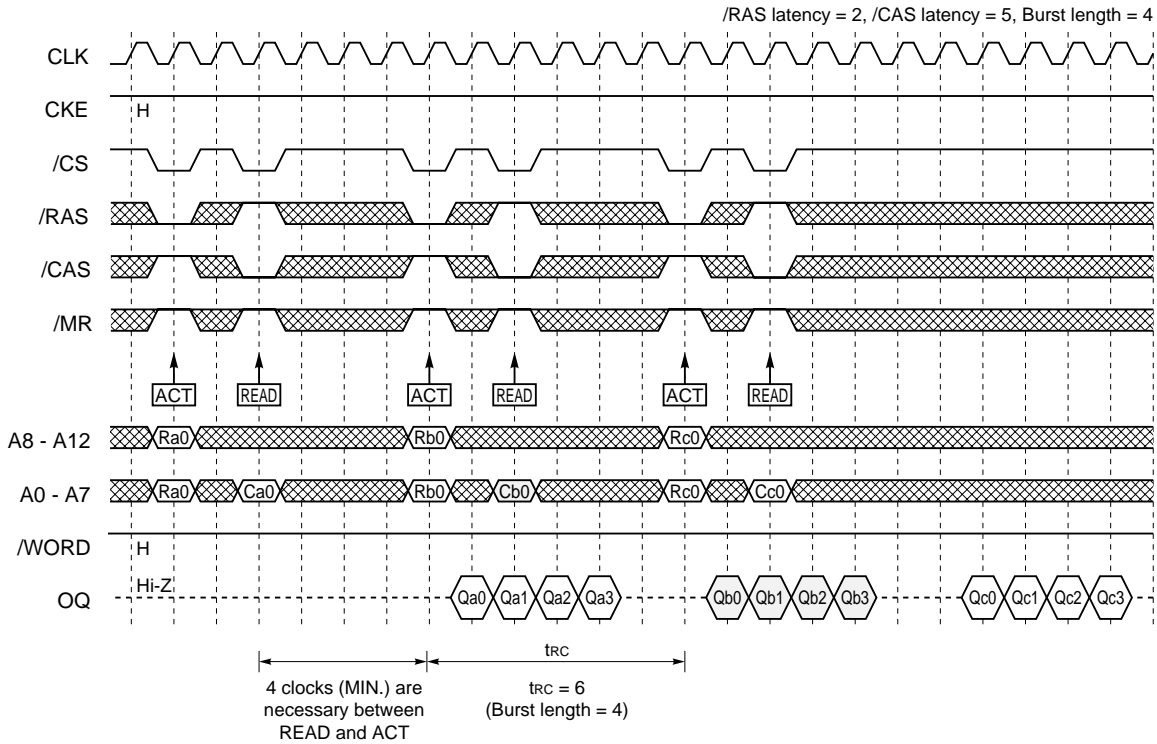 /RAS latency = 2, /CAS latency = 5, Burst length = 4
CLK
CKE H
/CS
/RAS
/CAS
/MR
ACT READ ACT READ ACT READ
A8 - A12 Ra0 Rb0 Rc0
A0 - A7 Ra0 Ca0 Rb0 Cb0 Rc0 Cc0
/WORD H
OQ Hi-Z Qa0 Qa1 Qa2 Qa3 Qb0 Qb1 Qb2 Qb3 Qc0 Qc1 Qc2 Qc3
tRC
4 clocks (MIN.) are
necessary between
READ and ACT
tRC = 6
(Burst length = 4)